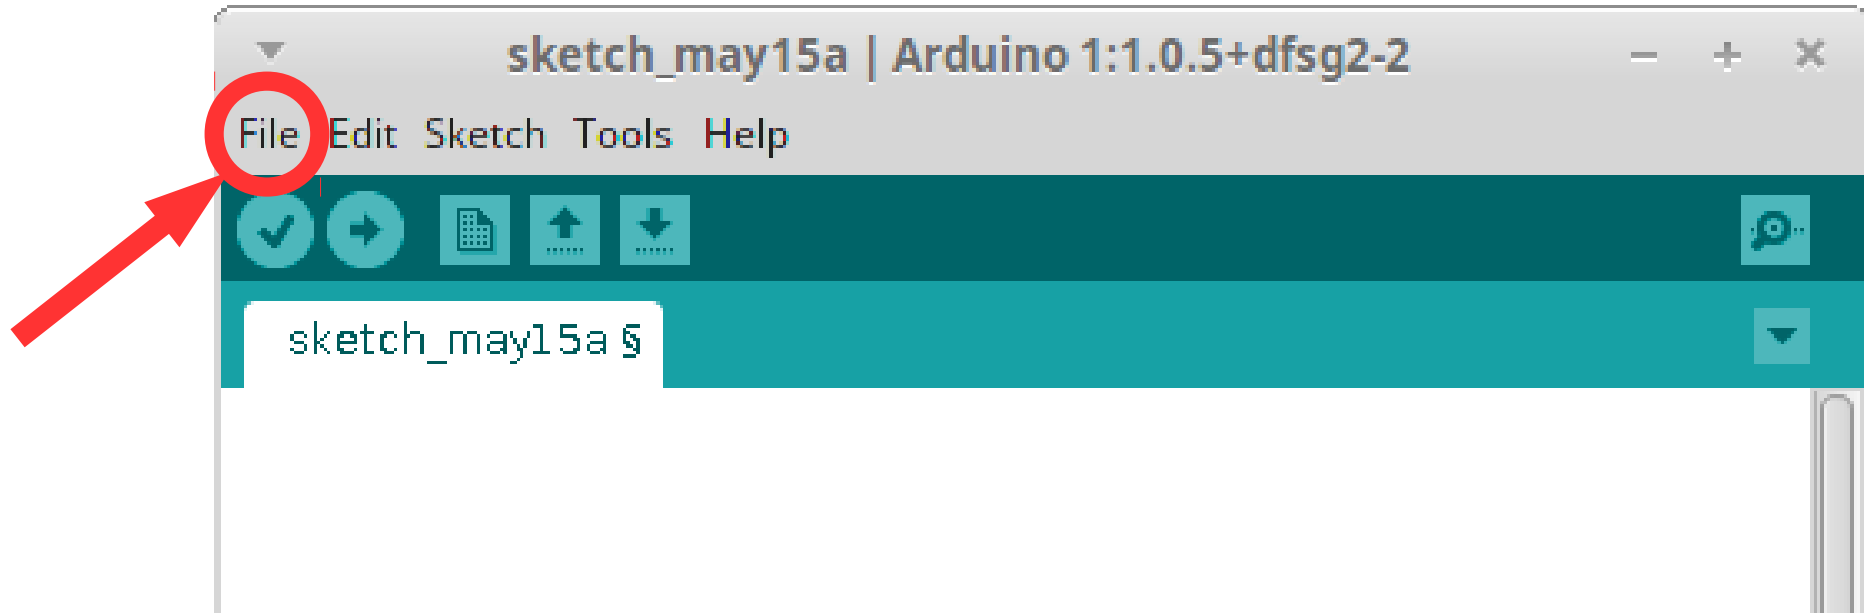 sketch_may15a | Arduino 1:1.0.5+dfsg2-2
File Edit Sketch Tools Help
sketch_may15a §